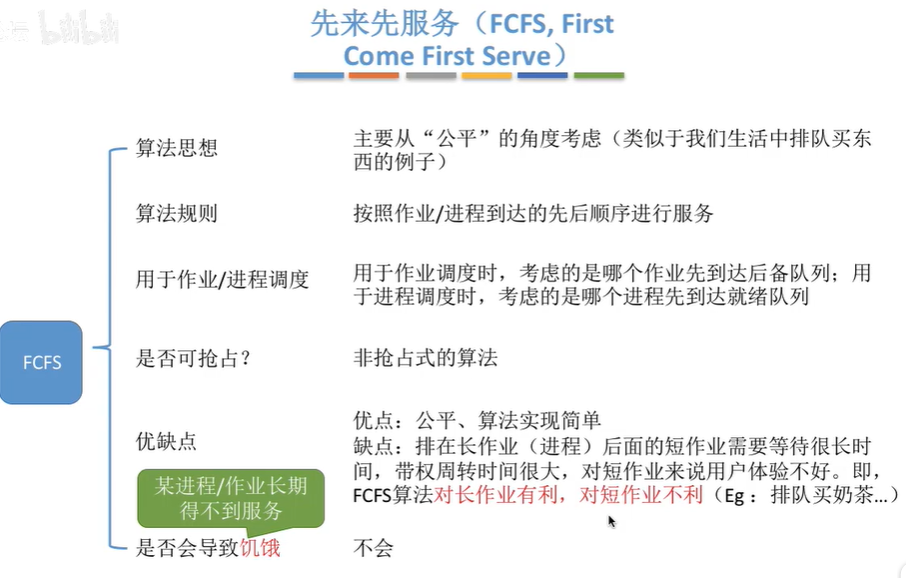 bilibili
先来先服务（FCFS, First
Come First Serve）
算法思想
主要从“公平”的角度考虑（类似于我们生活中排队买东
西的例子）
算法规则
按照作业/进程到达的先后顺序进行服务
用于作业/进程调度
用于作业调度时，考虑的是哪个作业先到达后备队列；用
于进程调度时，考虑的是哪个进程先到达就绪队列
FCFS
是否可抢占？
非抢占式的算法
优缺点
优点：公平、算法实现简单
缺点：排在长作业（进程）后面的短作业需要等待很长时
间，带权周转时间很大，对短作业来说用户体验不好。即，
FCFS算法对长作业有利，对短作业不利（Eg ：排队买奶茶…）
某进程/作业长期
得不到服务
是否会导致饥饿
不会